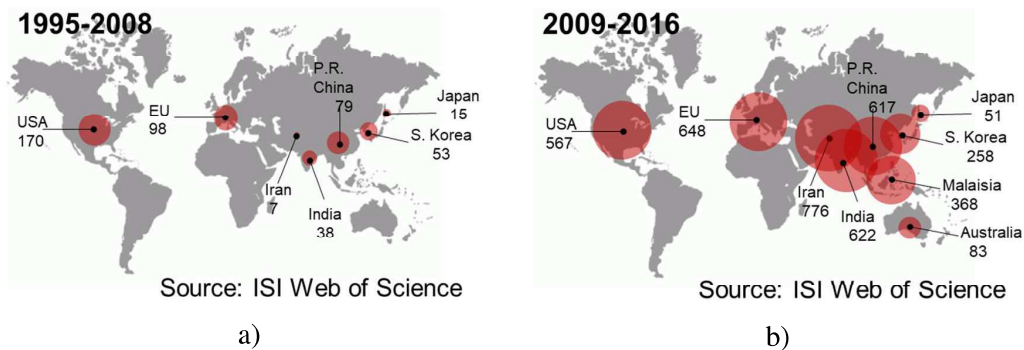 1995-2008
P.R.
China
79
Japan
15
EU
98
USA
170
S. Korea
53
Iran
7
India
38
Source: ISI Web of Science
a)
2009-2016
P.R.
China
617
Japan
51
EU
648
USA
567
S. Korea
258
Iran
776
Malaisia
368
India
622
Australia
83
Source: ISI Web of Science
b)